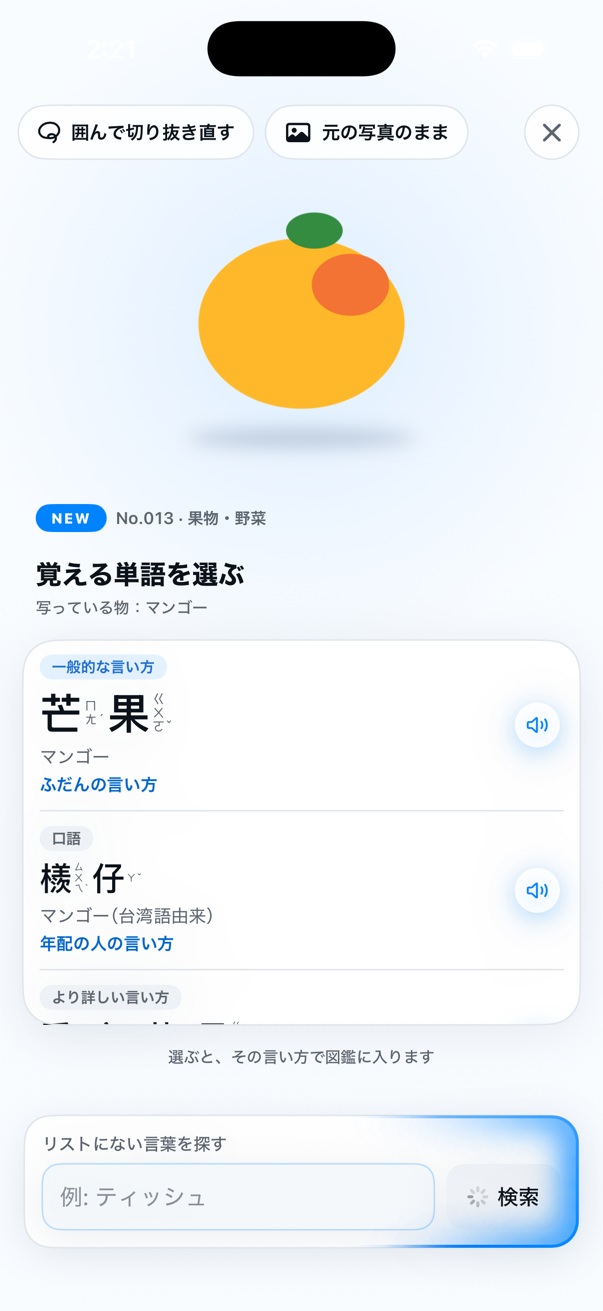 2:21
囲んで切り抜き直す
元の写真のまま
NEW No.013 · 果物・野菜
覚える単語を選ぶ
写っている物：マンゴー
一般的な言い方
芒ㄇㄤˊ果ㄍㄨㄛˇ
マンゴー
ふだんの言い方
口語
檨ㄙㄨㄟˋ仔ㄚˇ
マンゴー（台湾語由来）
年配の人の言い方
より詳しい言い方
選ぶと、その言い方で図鑑に入ります
リストにない言葉を探す
例: ティッシュ
検索